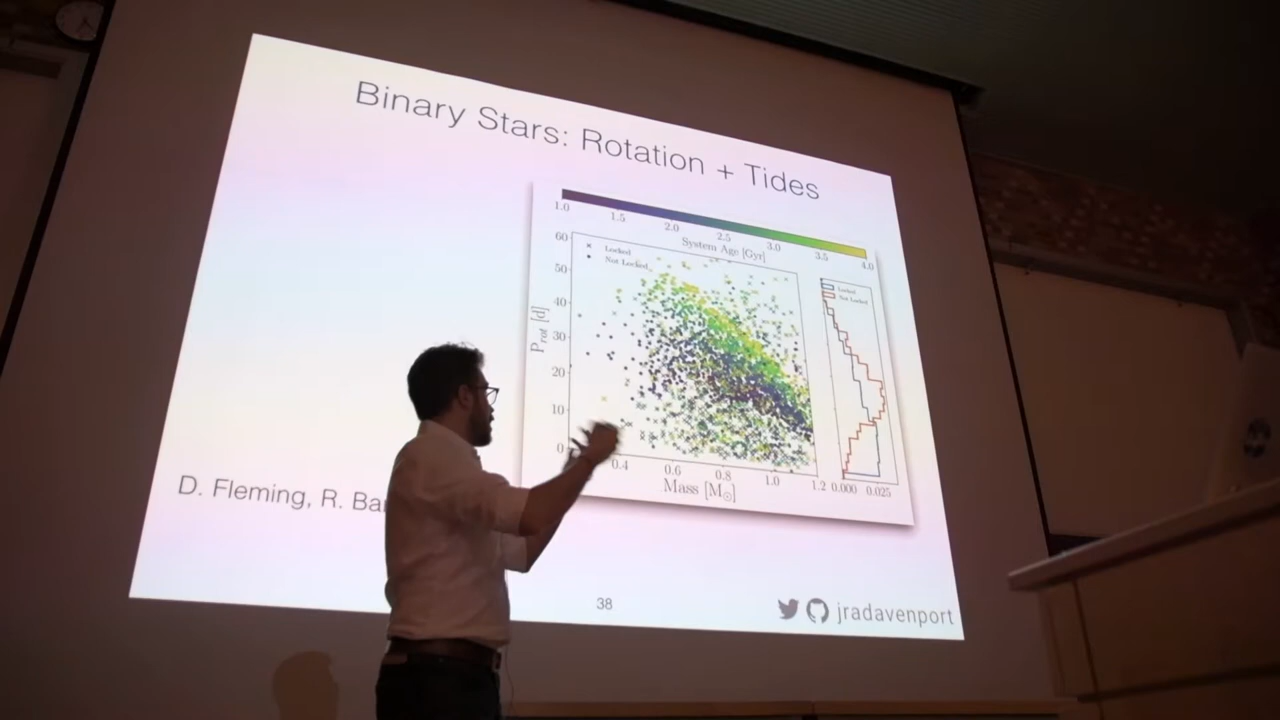 Binary Stars: Rotation + Tides
1.0 1.5 2.0 2.5 3.0 3.5 4.0
System Age [Gyr]
Locked
Not Locked
60
50
40
30
20
10
0
P_rot [d]
0.4 0.6 0.8 1.0 1.2
Mass [M☉]
Locked
Not Locked
0.000 0.025
D. Fleming, R.
38
jradavenport